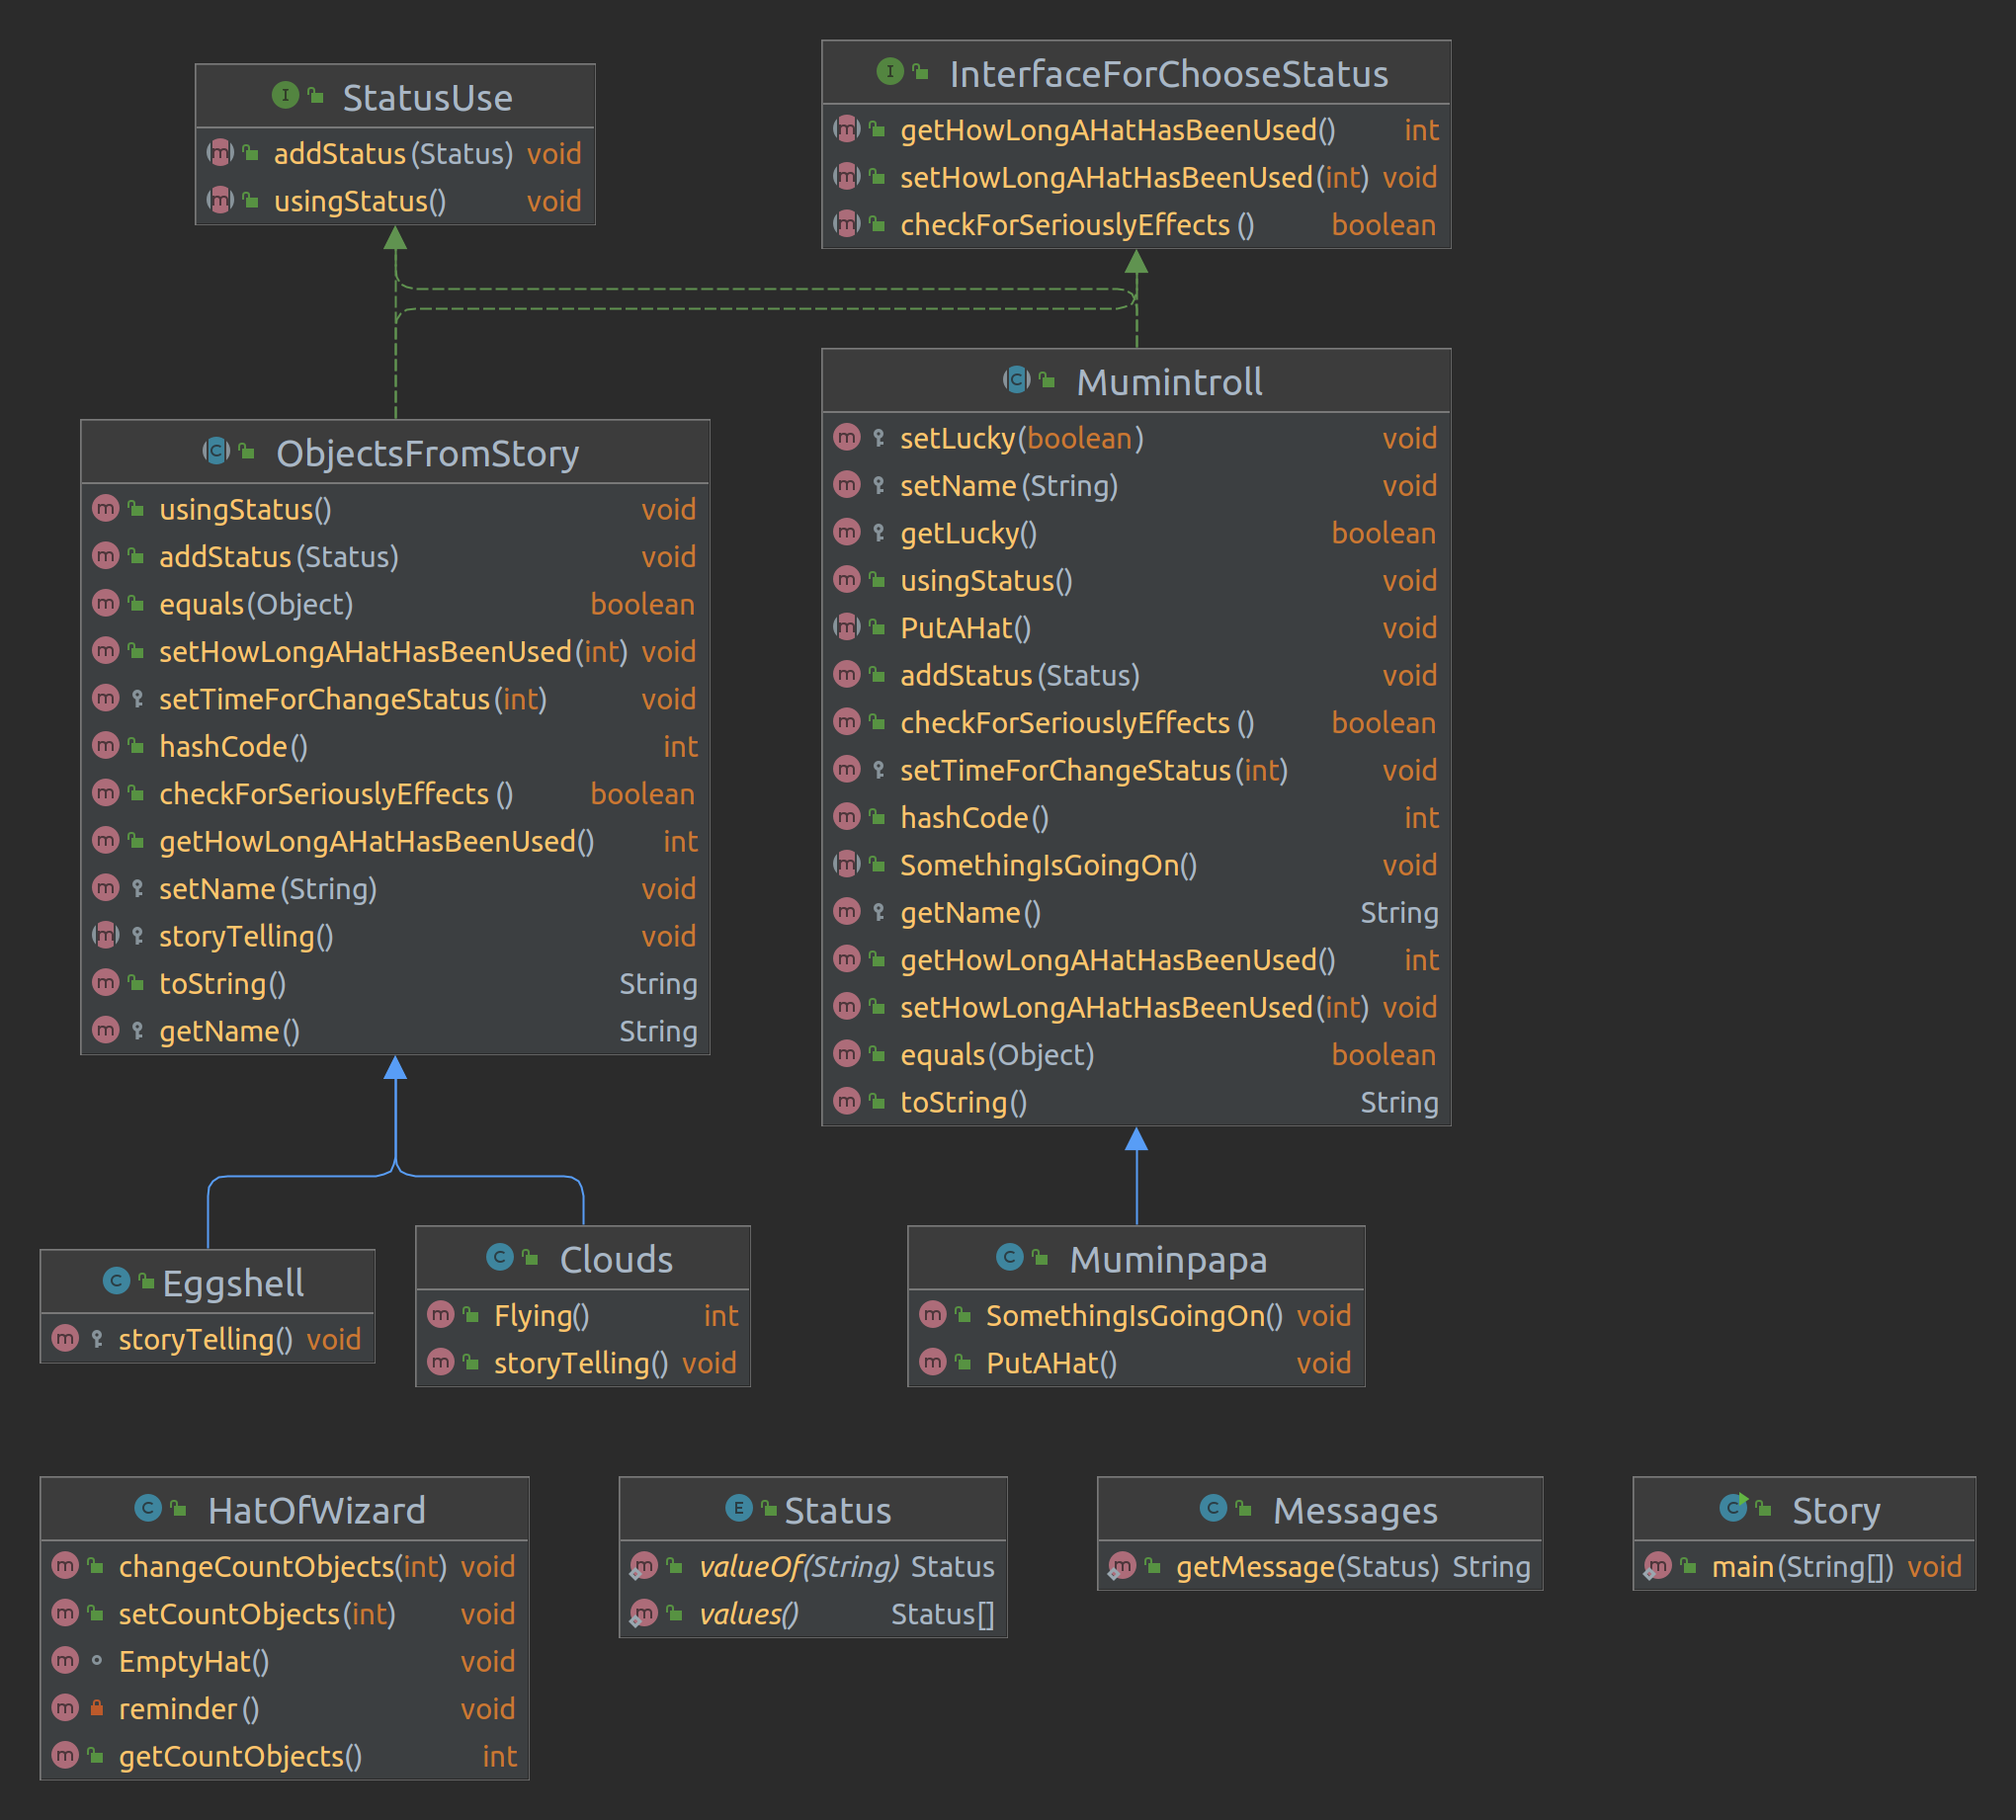 StatusUse
addStatus(Status) void
usingStatus() void
InterfaceForChooseStatus
getHowLongAHatHasBeenUsed() int
setHowLongAHatHasBeenUsed(int) void
checkForSeriouslyEffects() boolean
ObjectsFromStory
usingStatus() void
addStatus(Status) void
equals(Object) boolean
setHowLongAHatHasBeenUsed(int) void
setTimeForChangeStatus(int) void
hashCode() int
checkForSeriouslyEffects() boolean
getHowLongAHatHasBeenUsed() int
setName(String) void
storyTelling() void
toString() String
getName() String
Mumintroll
setLucky(boolean) void
setName(String) void
getLucky() boolean
usingStatus() void
PutAHat() void
addStatus(Status) void
checkForSeriouslyEffects() boolean
setTimeForChangeStatus(int) void
hashCode() int
SomethingIsGoingOn() void
getName() String
getHowLongAHatHasBeenUsed() int
setHowLongAHatHasBeenUsed(int) void
equals(Object) boolean
toString() String
Eggshell
storyTelling() void
Clouds
Flying() int
storyTelling() void
Muminpapa
SomethingIsGoingOn() void
PutAHat() void
HatOfWizard
changeCountObjects(int) void
setCountObjects(int) void
EmptyHat() void
reminder() void
getCountObjects() int
Status
valueOf(String) Status
values() Status[]
Messages
getMessage(Status) String
Story
main(String[]) void